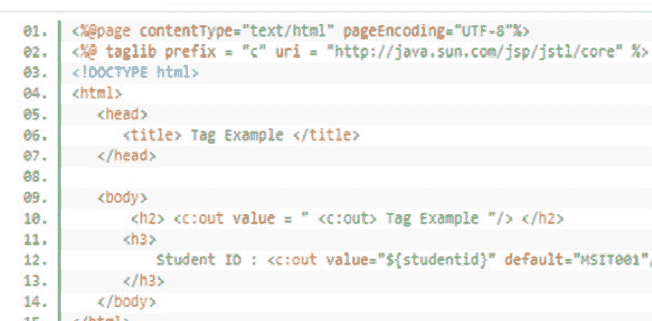 01. <%@page contentType="text/html" pageEncoding="UTF-8"%>
02. <%@ taglib prefix = "c" uri = "http://java.sun.com/jsp/jstl/core" %>
03. <!DOCTYPE html>
04. <html>
05. <head>
06. <title> Tag Example </title>
07. </head>
08.
09. <body>
10. <h2> <c:out value = " <c:out> Tag Example "/> </h2>
11. <h3>
12. Student ID : <c:out value="${studentid}" default="MSIT001"/
13. </h3>
14. </body>
15. </html>